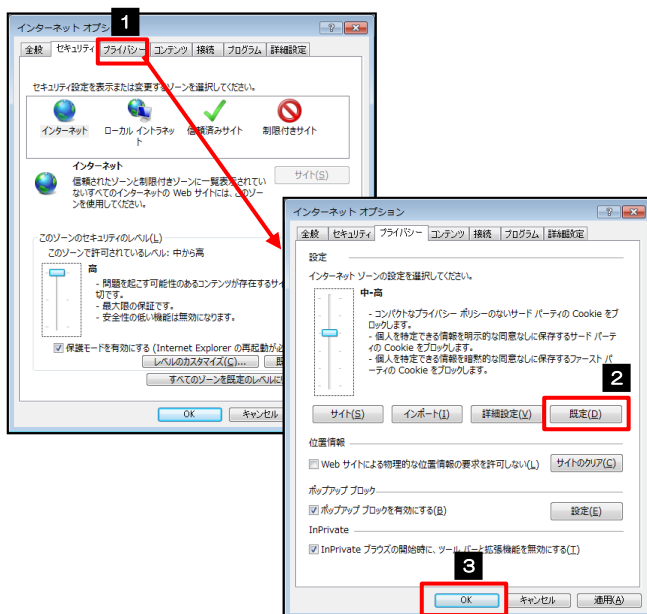 1
インターネット オプシ
全般 セキュリティ プライバシー コンテンツ 接続 プログラム 詳細設定
セキュリティ設定を表示または変更するゾーンを選択してください。
インターネット
ローカル イントラネッ
ト
信頼済みサイト
制限付きサイト
インターネット
信頼されたゾーンと制限付きゾーンに一覧表示されてい
ないすべてのインターネットの Web サイトには、このゾー
ンを使用してください。
サイト(S)
このゾーンのセキュリティのレベル(L)
このゾーンで許可されているレベル: 中から高
高
- 問題を起こす可能性のあるコンテンツが存在するサイ
切です。
- 最大限の保証です。
- 安全性の低い機能は無効になります。
保護モードを有効にする (Internet Explorer の再起動が必
レベルのカスタマイズ(C)...
既
すべてのゾーンを既定のレベルに
OK キャンセル
インターネット オプション
全般 セキュリティ プライバシー コンテンツ 接続 プログラム 詳細設定
設定
インターネット ゾーンの設定を選択してください。
中-高
- コンパクトなプライバシー ポリシーのないサード パーティの Cookie をブ
ロックします。
- 個人を特定できる情報を明示的な同意なしに保存するサード パーテ
ィの Cookie をブロックします。
- 個人を特定できる情報を暗黙的な同意なしに保存するファースト パ
ーティの Cookie をブロックします。
2
サイト(S) インポート(I) 詳細設定(V) 既定(D)
位置情報
Web サイトによる物理的な位置情報の要求を許可しない(L) サイトのクリア(C)
ポップアップ ブロック
ポップアップ ブロックを有効にする(B) 設定(E)
InPrivate
InPrivate ブラウズの開始時に、ツール バーと拡張機能を無効にする(T)
3
OK キャンセル 適用(A)